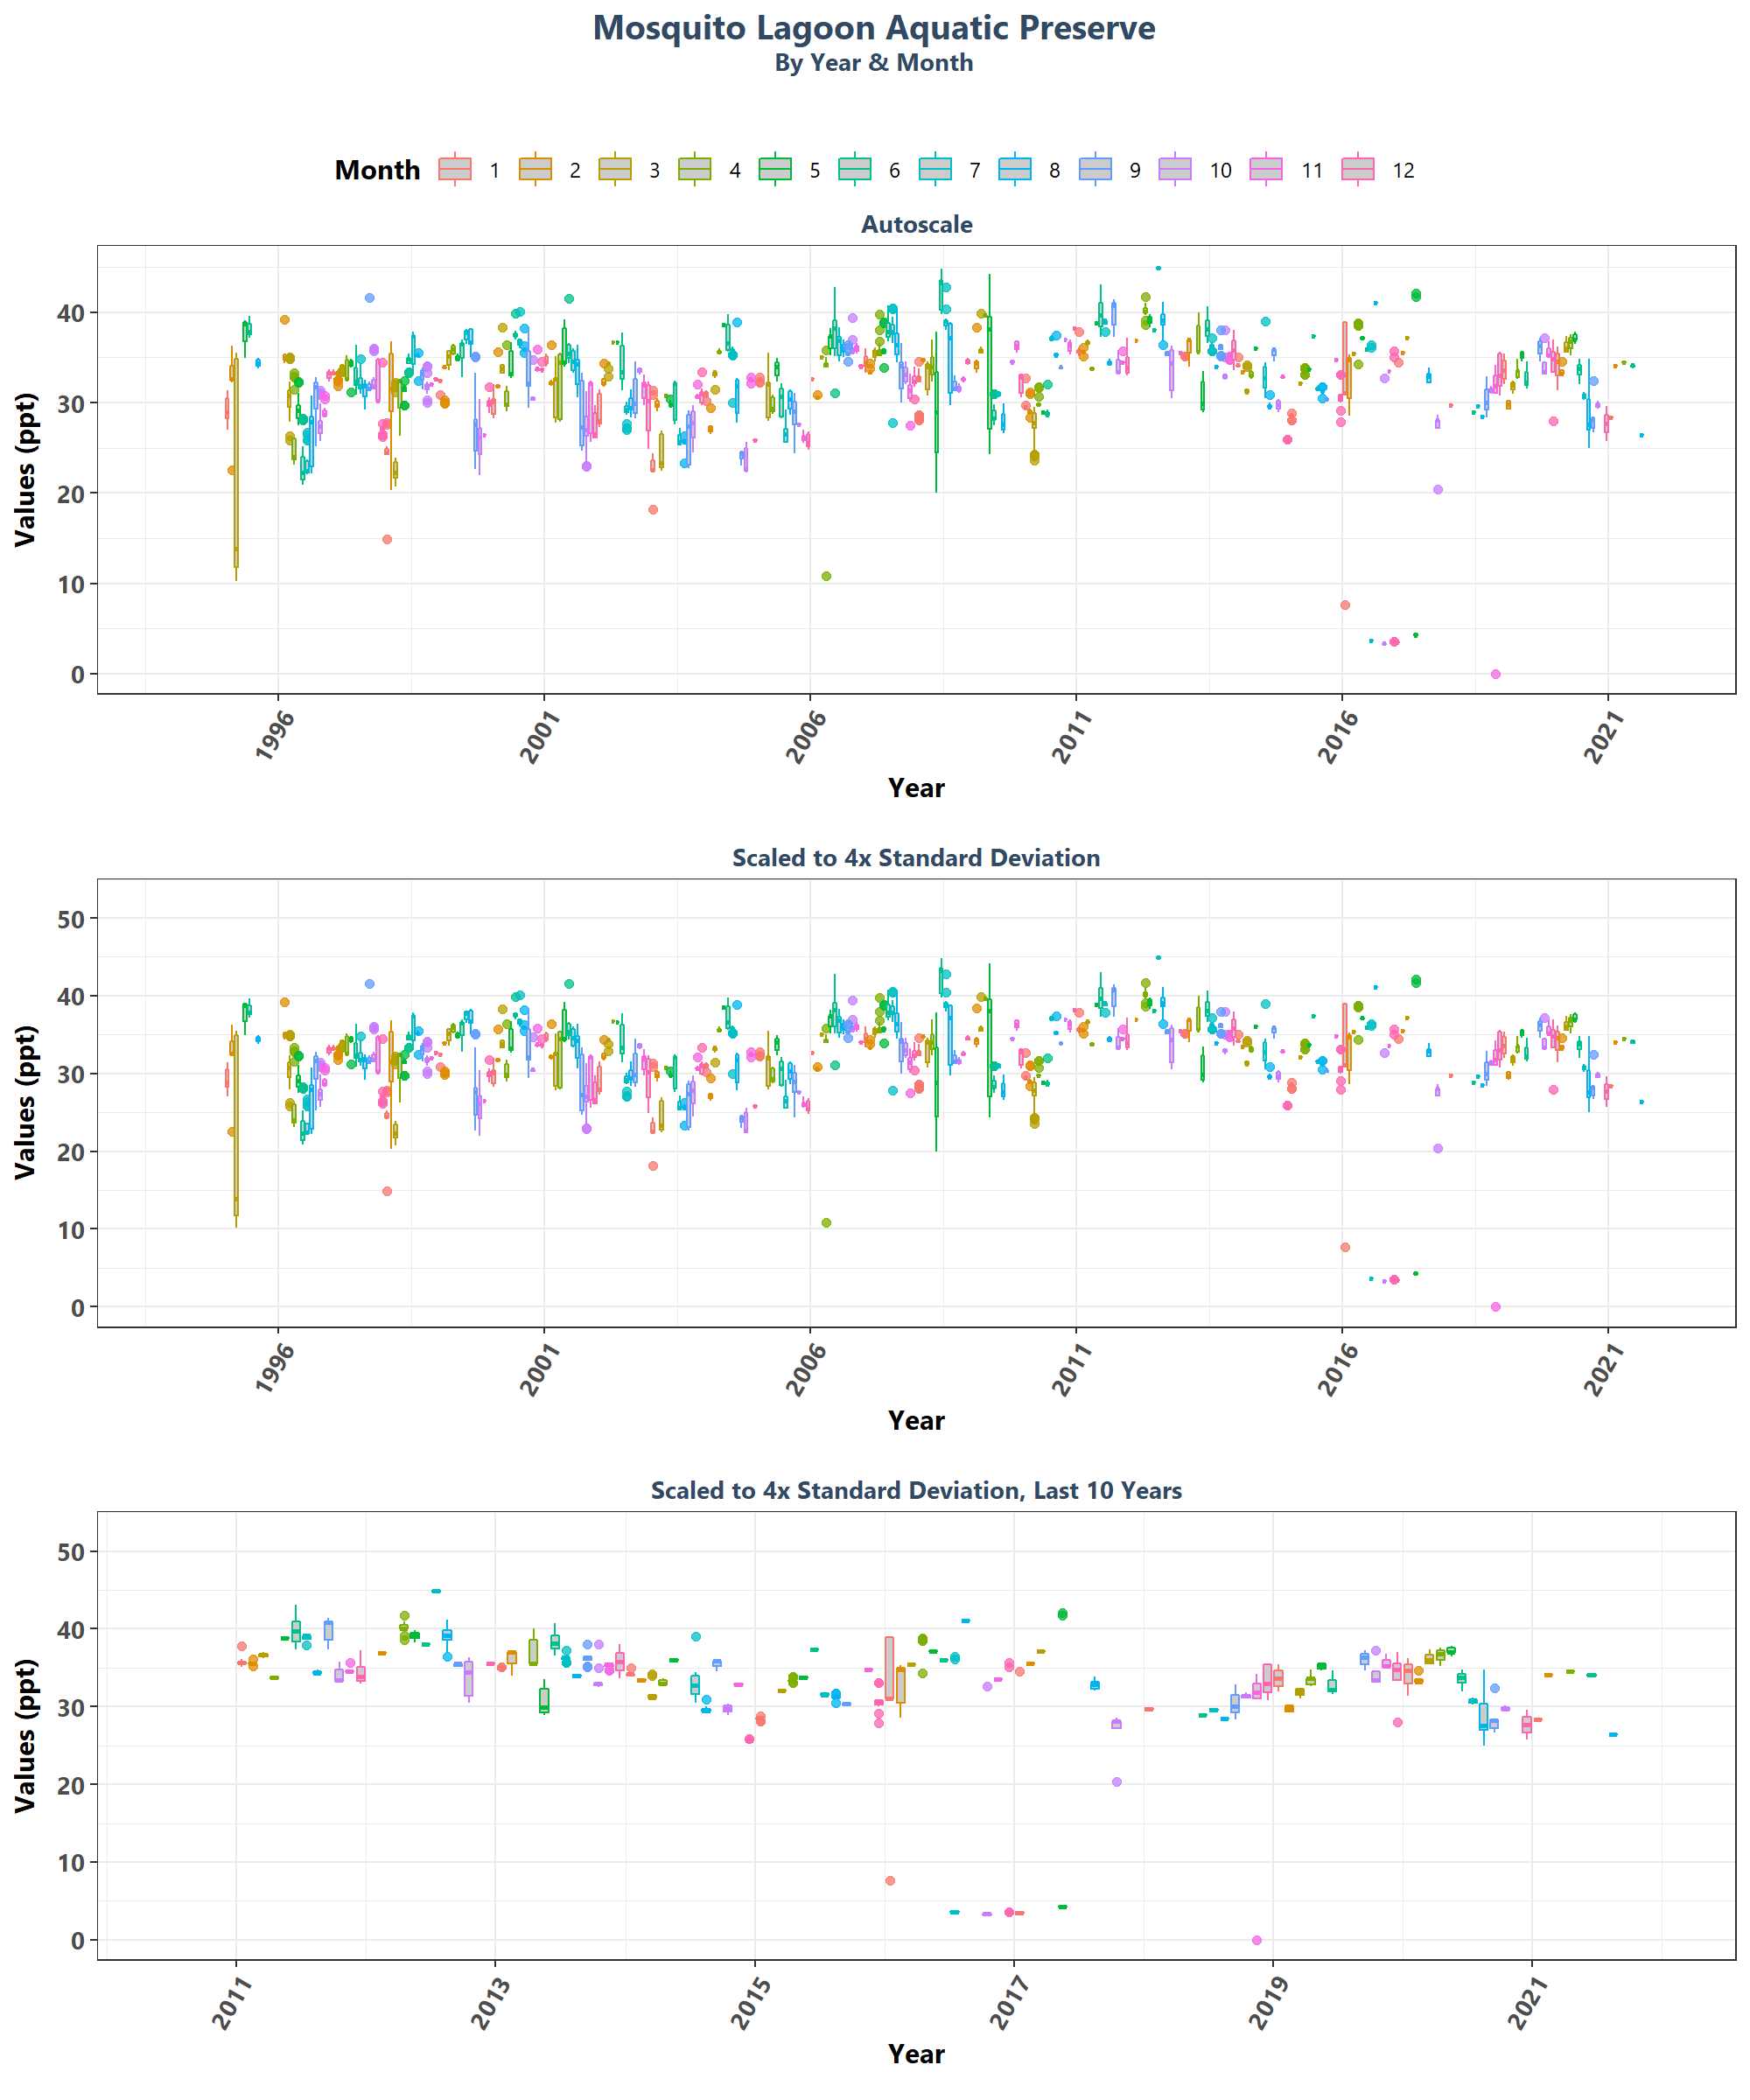 Mosquito Lagoon Aquatic Preserve
By Year & Month
Month 1 2 3 4 5 6 7 8 9 10 11 12
Autoscale
Values (ppt)
40
30
20
10
0
1996 2001 2006 2011 2016 2021
Year
Scaled to 4x Standard Deviation
Values (ppt)
50
40
30
20
10
0
1996 2001 2006 2011 2016 2021
Year
Scaled to 4x Standard Deviation, Last 10 Years
Values (ppt)
50
40
30
20
10
0
2011 2013 2015 2017 2019 2021
Year